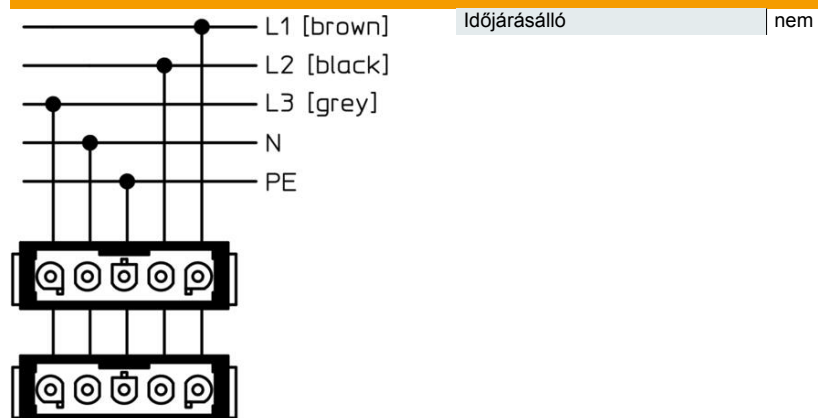 L1 [brown]
L2 [black]
L3 [grey]
N
PE
Időjárásálló nem